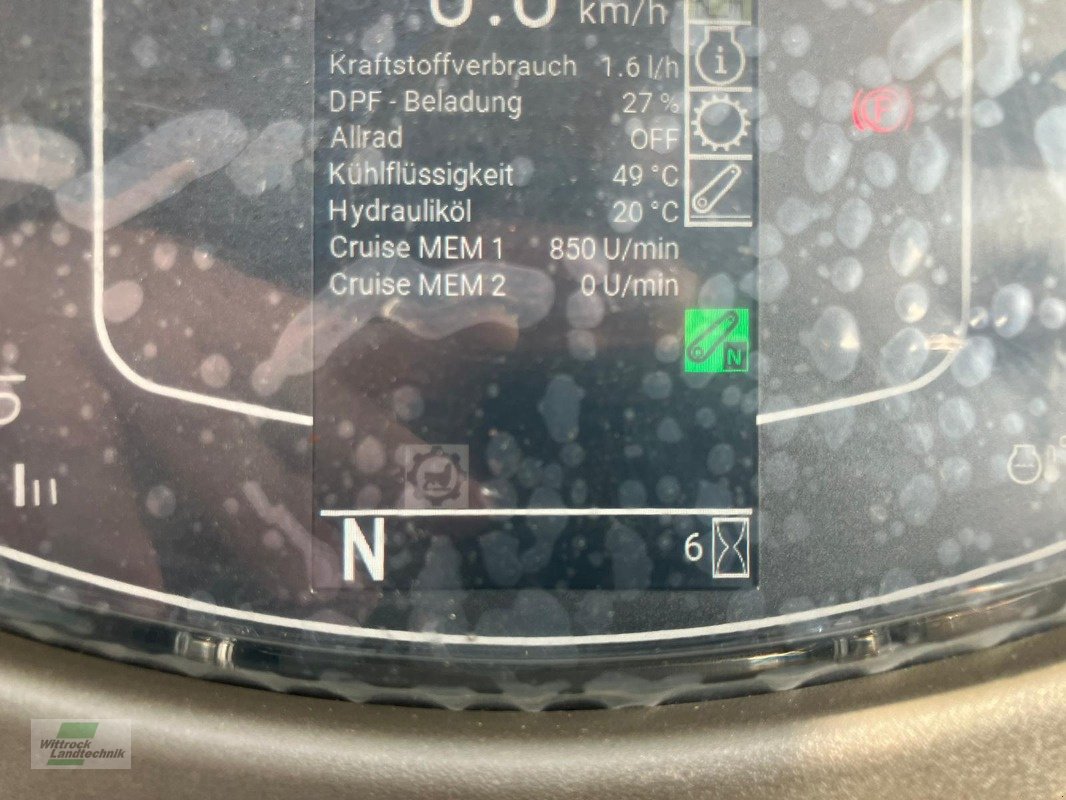 0.0 km/h
Kraftstoffverbrauch 1.6 l/h
DPF - Beladung 27 %
Allrad OFF
Kühlflüssigkeit 49 °C
Hydrauliköl 20 °C
Cruise MEM 1 850 U/min
Cruise MEM 2 0 U/min
N
N 6
Wittrock
Landtechnik